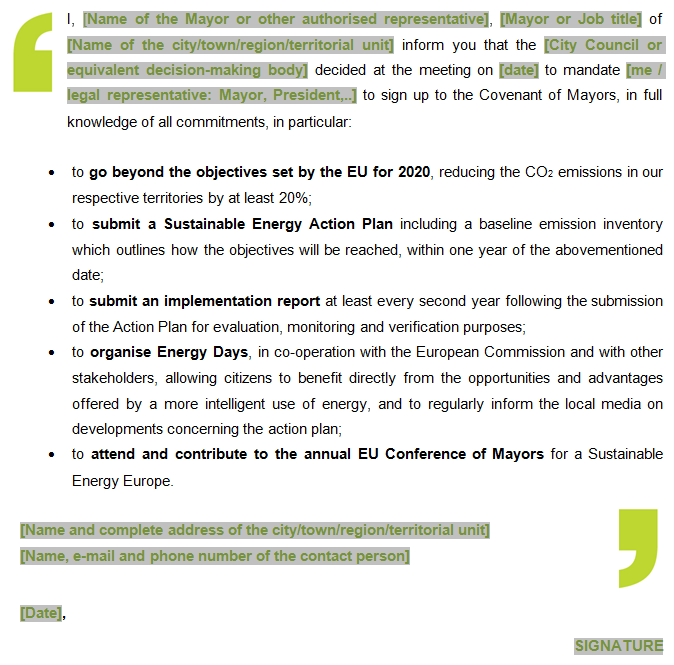 I, [Name of the Mayor or other authorised representative], [Mayor or Job title] of
[Name of the city/town/region/territorial unit] inform you that the [City Council or
equivalent decision-making body] decided at the meeting on [date] to mandate [me /
legal representative: Mayor, President,..] to sign up to the Covenant of Mayors, in full
knowledge of all commitments, in particular:
• to go beyond the objectives set by the EU for 2020, reducing the CO₂ emissions in our
respective territories by at least 20%;
• to submit a Sustainable Energy Action Plan including a baseline emission inventory
which outlines how the objectives will be reached, within one year of the abovementioned
date;
• to submit an implementation report at least every second year following the submission
of the Action Plan for evaluation, monitoring and verification purposes;
• to organise Energy Days, in co-operation with the European Commission and with other
stakeholders, allowing citizens to benefit directly from the opportunities and advantages
offered by a more intelligent use of energy, and to regularly inform the local media on
developments concerning the action plan;
• to attend and contribute to the annual EU Conference of Mayors for a Sustainable
Energy Europe.
[Name and complete address of the city/town/region/territorial unit]
[Name, e-mail and phone number of the contact person]
[Date],
SIGNATURE